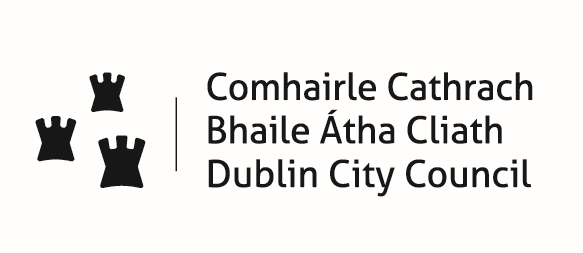 Comhairle Cathrach
Bhaile Átha Cliath
Dublin City Council